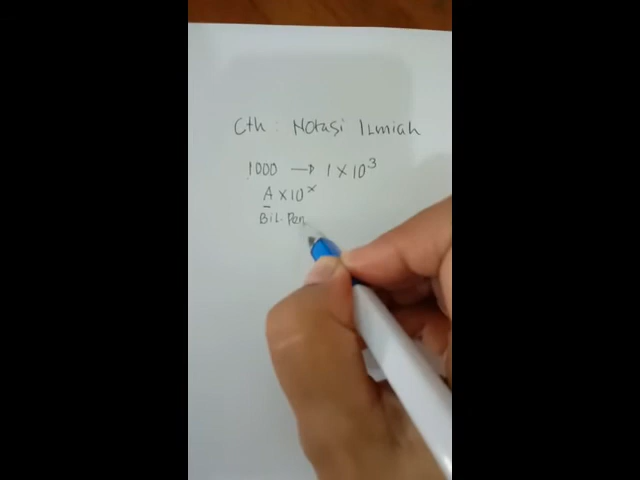 Cth : Notasi Ilmiah
1000 → 1 × 10³
A × 10ˣ
Bil. Pen